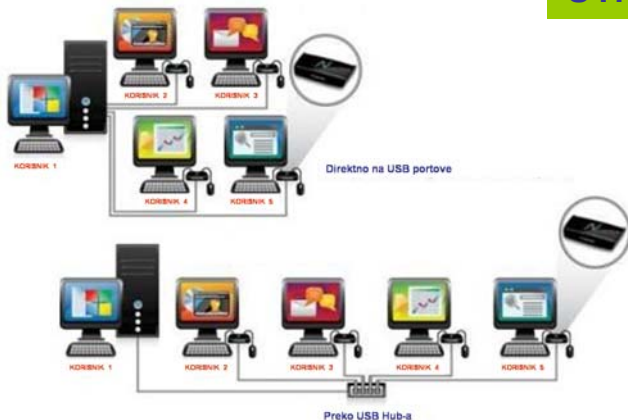 KORISNIK 2
KORISNIK 3
KORISNIK 1
Direktno na USB portove
KORISNIK 4
KORISNIK 5
KORISNIK 1
KORISNIK 2
KORISNIK 3
KORISNIK 4
KORISNIK 5
Preko USB Hub-a